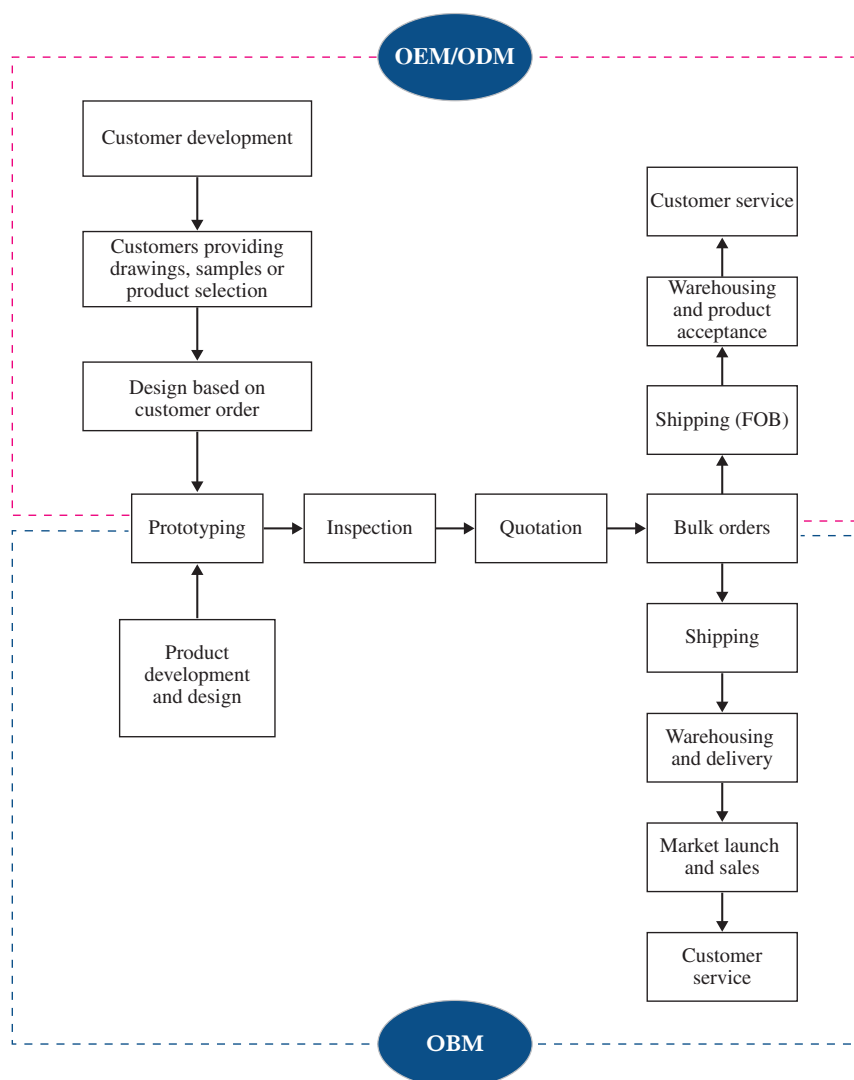 OEM/ODM
Customer development
Customers providing
drawings, samples or
product selection
Design based on
customer order
Customer service
Warehousing
and product
acceptance
Shipping (FOB)
Prototyping
Inspection
Quotation
Bulk orders
Product
development
and design
Shipping
Warehousing
and delivery
Market launch
and sales
Customer
service
OBM